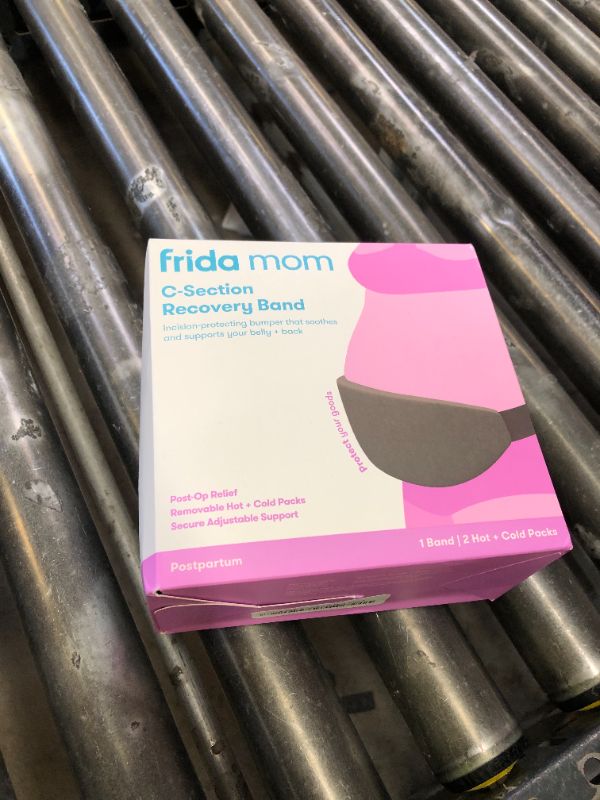 frida mom
C-Section
Recovery Band
Incision-protecting bumper that soothes
and supports your belly + back
Protect your goods
Post-Op Relief
Removable Hot + Cold Packs
Secure Adjustable Support
Postpartum
1 Band | 2 Hot + Cold Packs